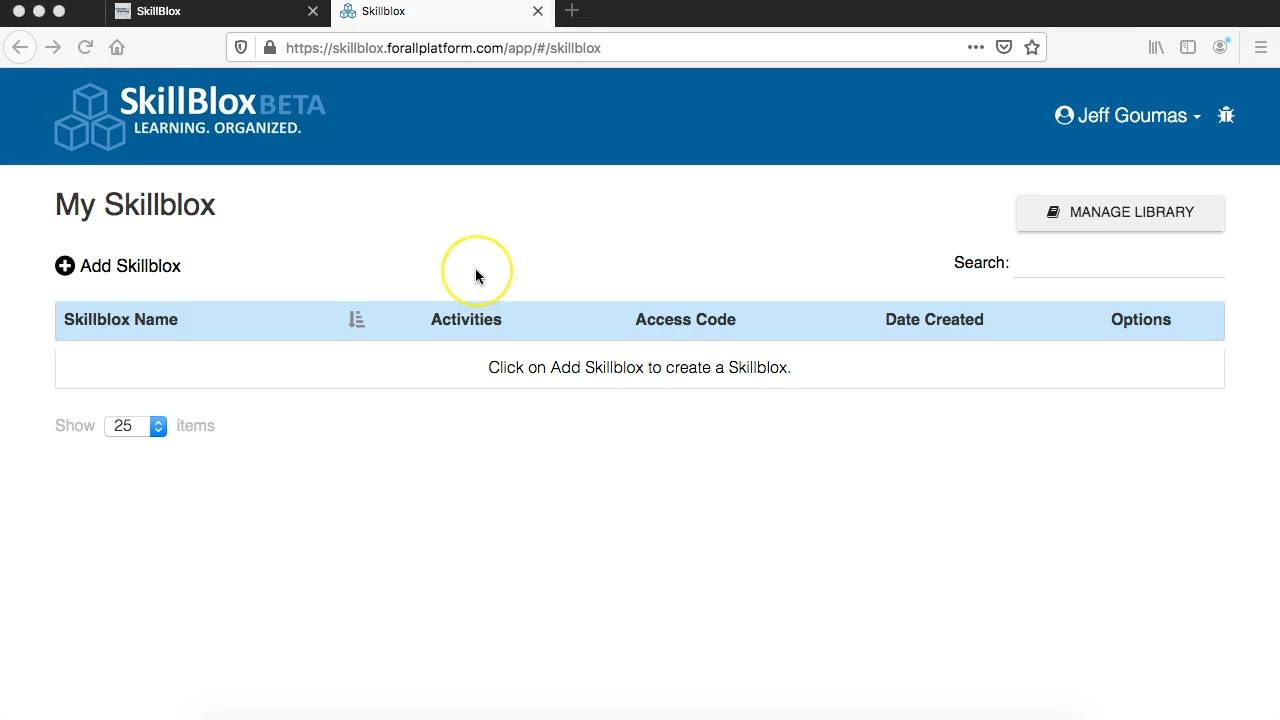 SkillBlox
Skillblox
https://skillblox.forallplatform.com/app/#/skillblox
SkillBlox BETA
LEARNING. ORGANIZED.
Jeff Goumas
My Skillblox
MANAGE LIBRARY
Add Skillblox
Search:
Skillblox Name Activities Access Code Date Created Options
Click on Add Skillblox to create a Skillblox.
Show 25 items